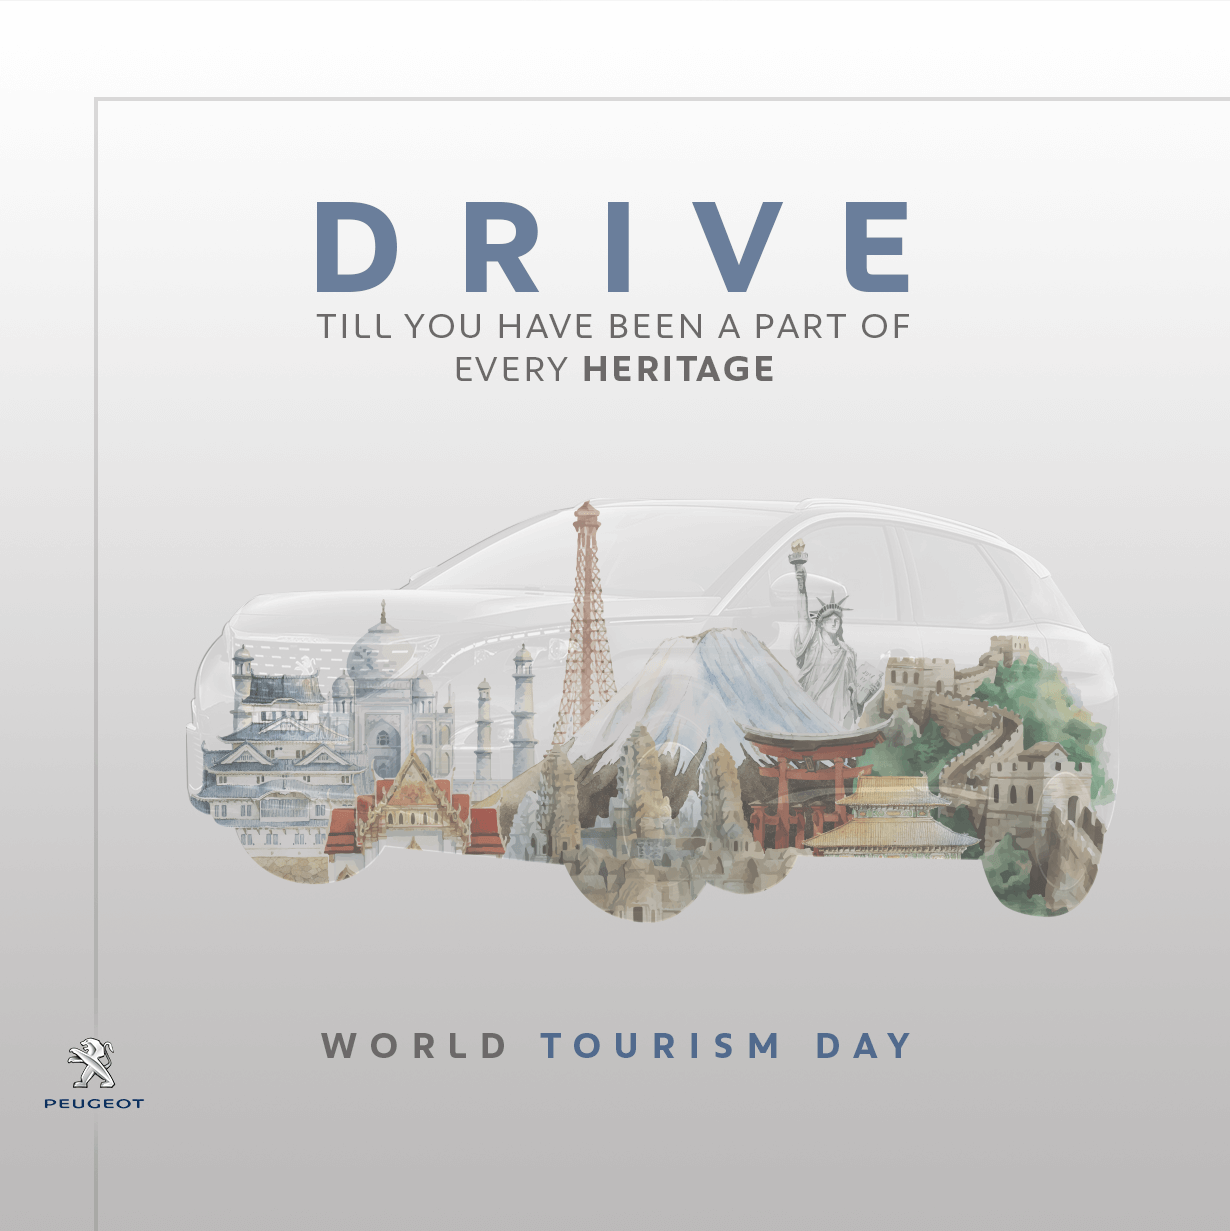 DRIVE
TILL YOU HAVE BEEN A PART OF
EVERY HERITAGE
WORLD TOURISM DAY
PEUGEOT